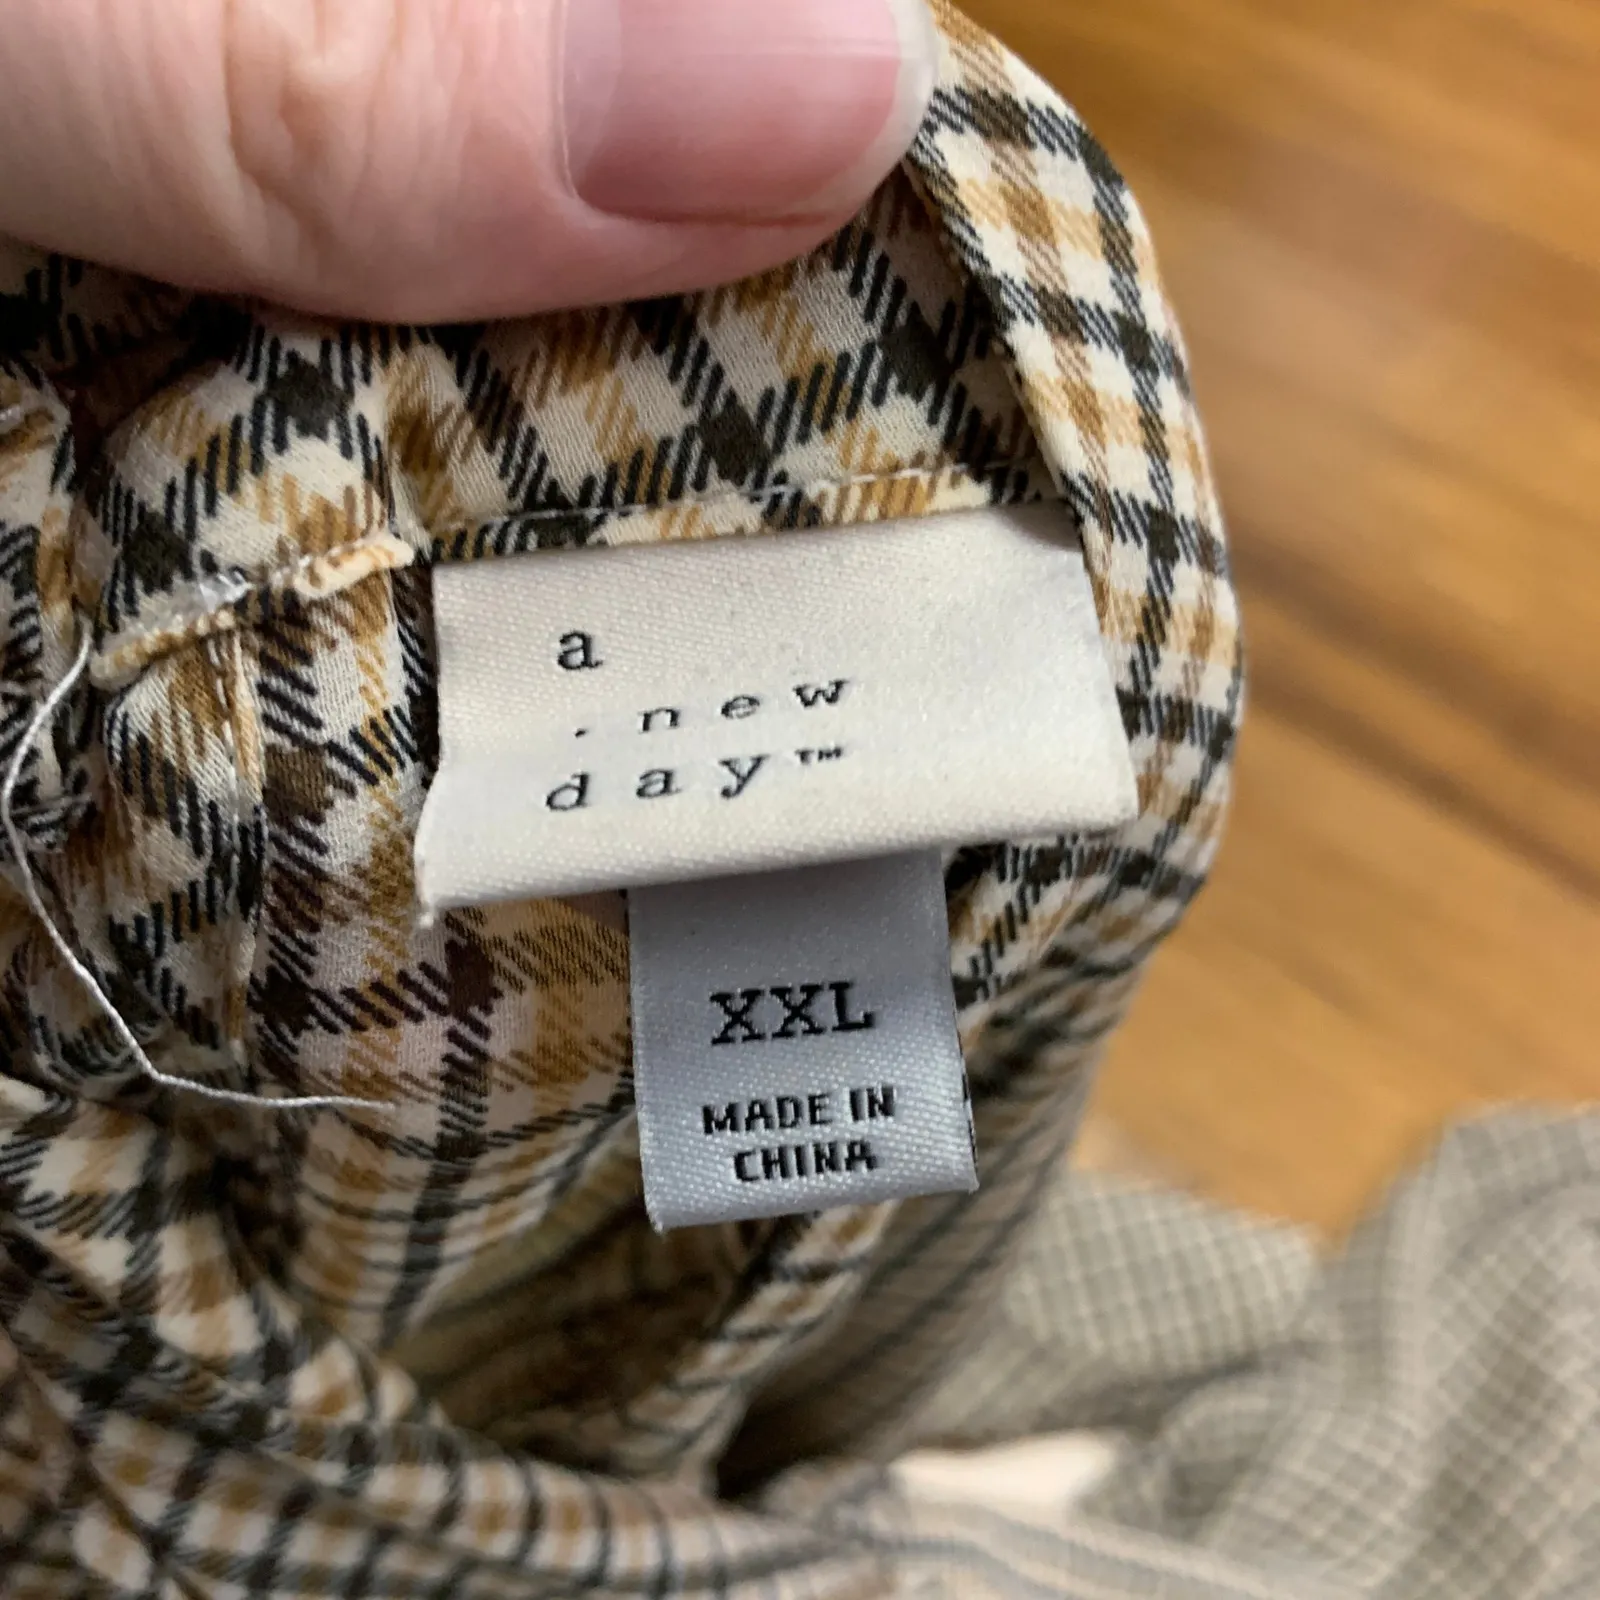 a
. new
day™
XXL
MADE IN
CHINA